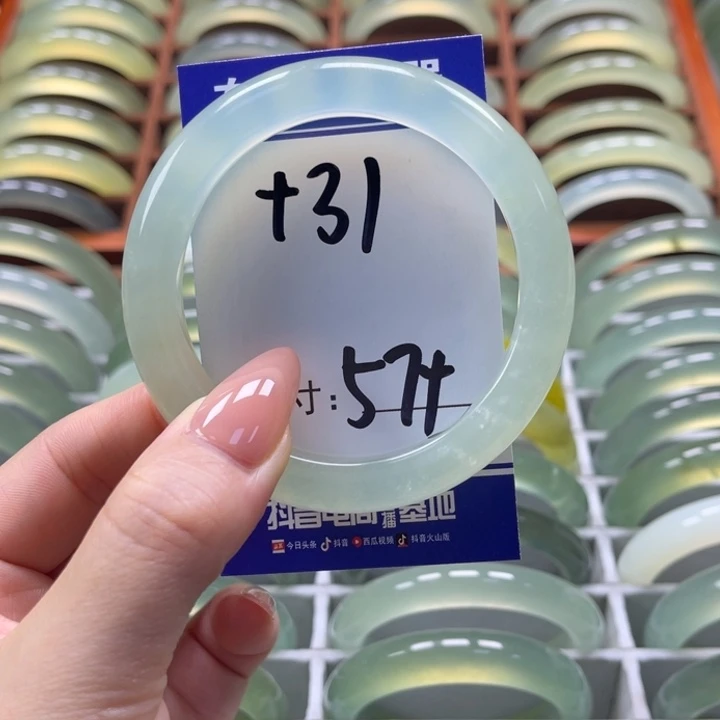 +31
寸:57+
抖音电商直播基地
今日头条 抖音 西瓜视频 抖音火山版